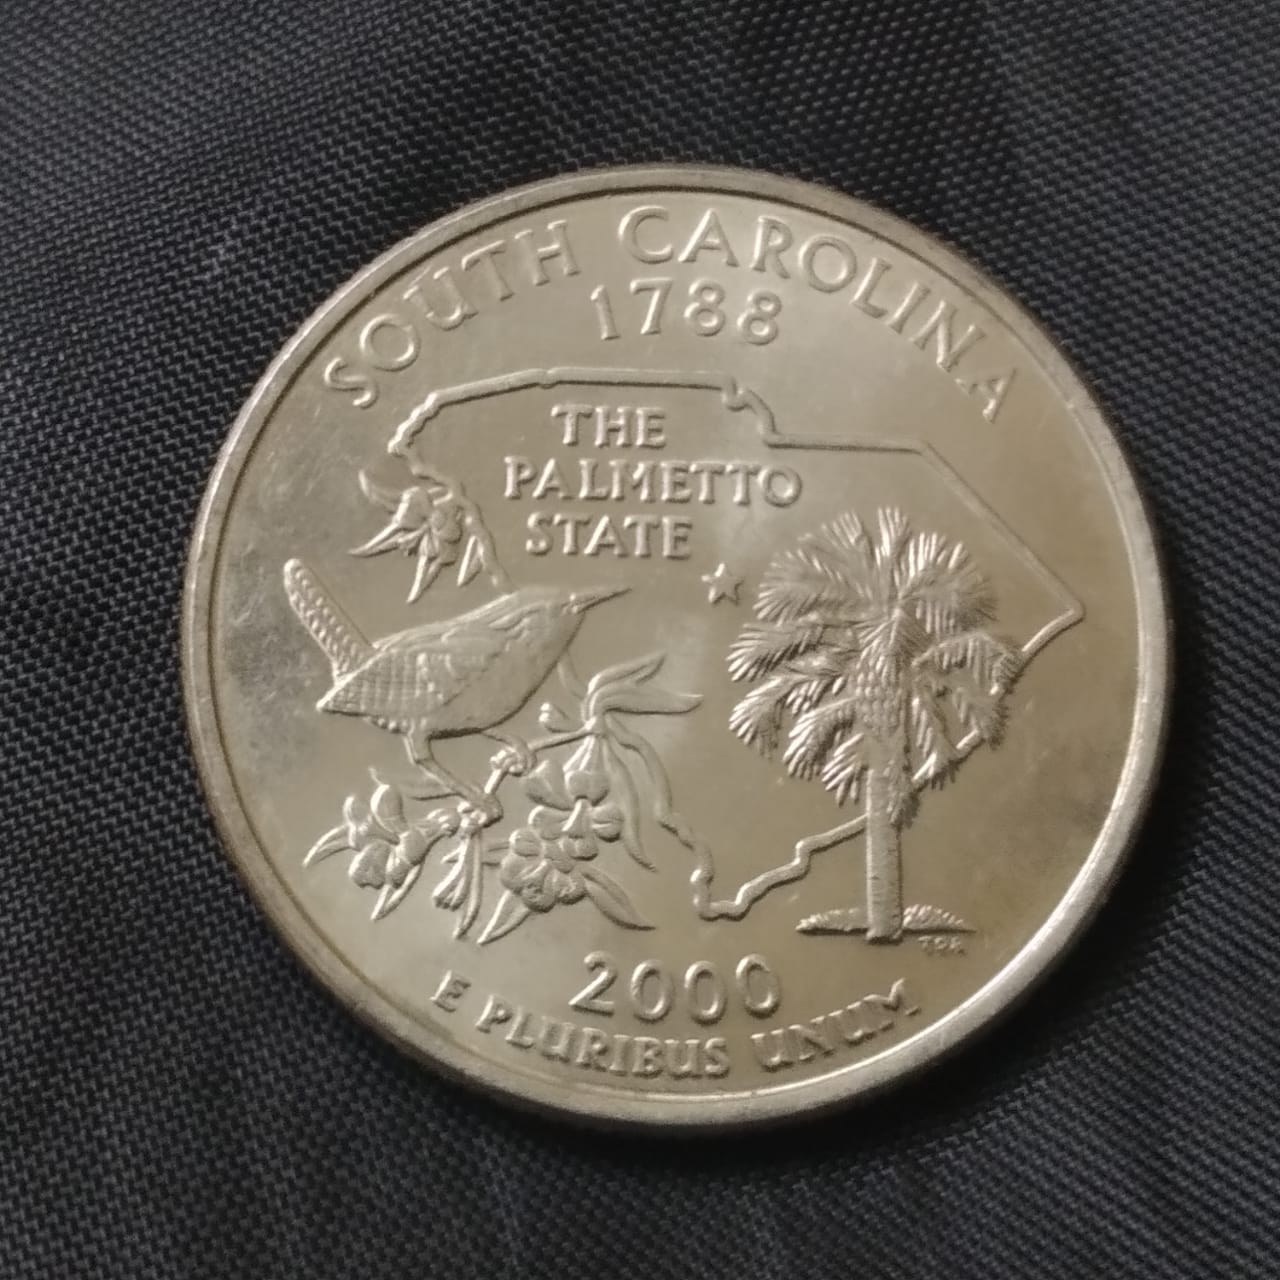 SOUTH CAROLINA
1788
THE
PALMETTO
STATE
2000
E PLURIBUS UNUM